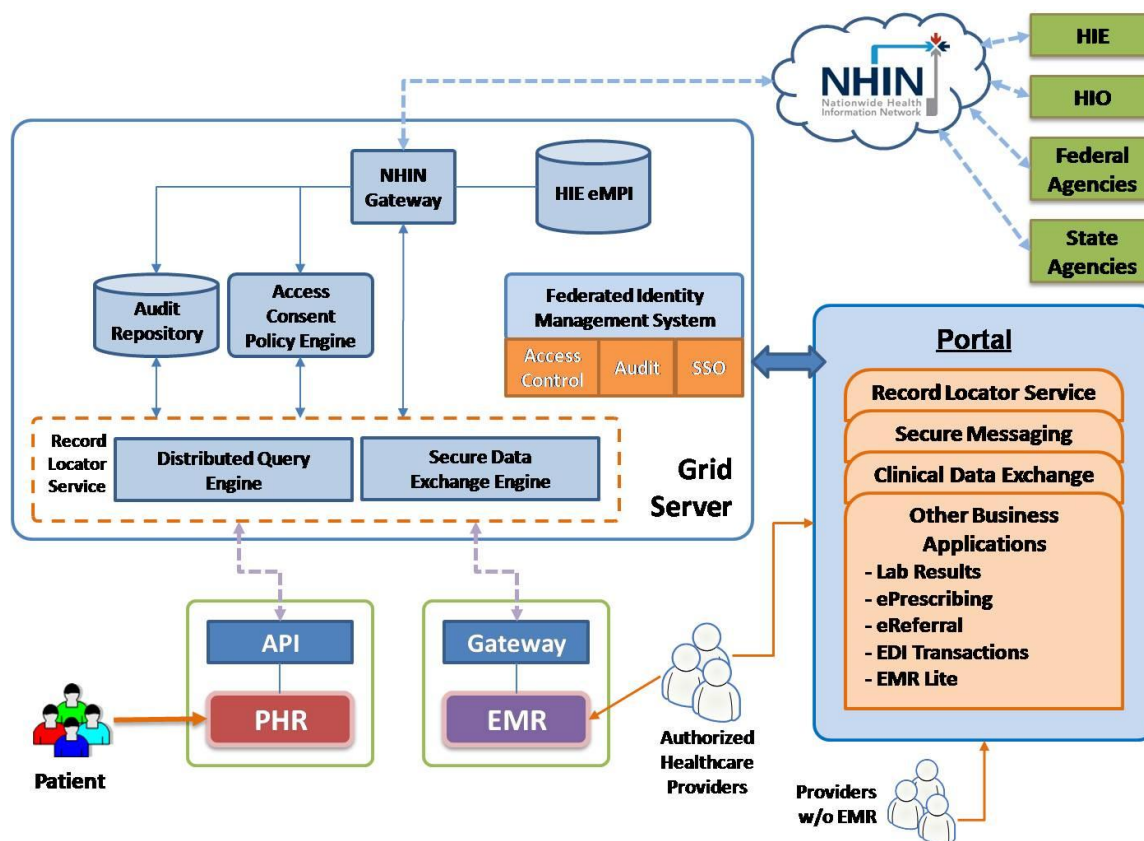 NHIN
Nationwide Health
Information Network
HIE
HIO
Federal
Agencies
State
Agencies
NHIN
Gateway
HIE eMPI
Audit
Repository
Access
Consent
Policy Engine
Federated Identity
Management System
Access
Control
Audit
SSO
Record
Locator
Service
Distributed Query
Engine
Secure Data
Exchange Engine
Grid
Server
Portal
Record Locator Service
Secure Messaging
Clinical Data Exchange
Other Business
Applications
- Lab Results
- ePrescribing
- eReferral
- EDI Transactions
- EMR Lite
API
PHR
Gateway
EMR
Patient
Authorized
Healthcare
Providers
Providers
w/o EMR